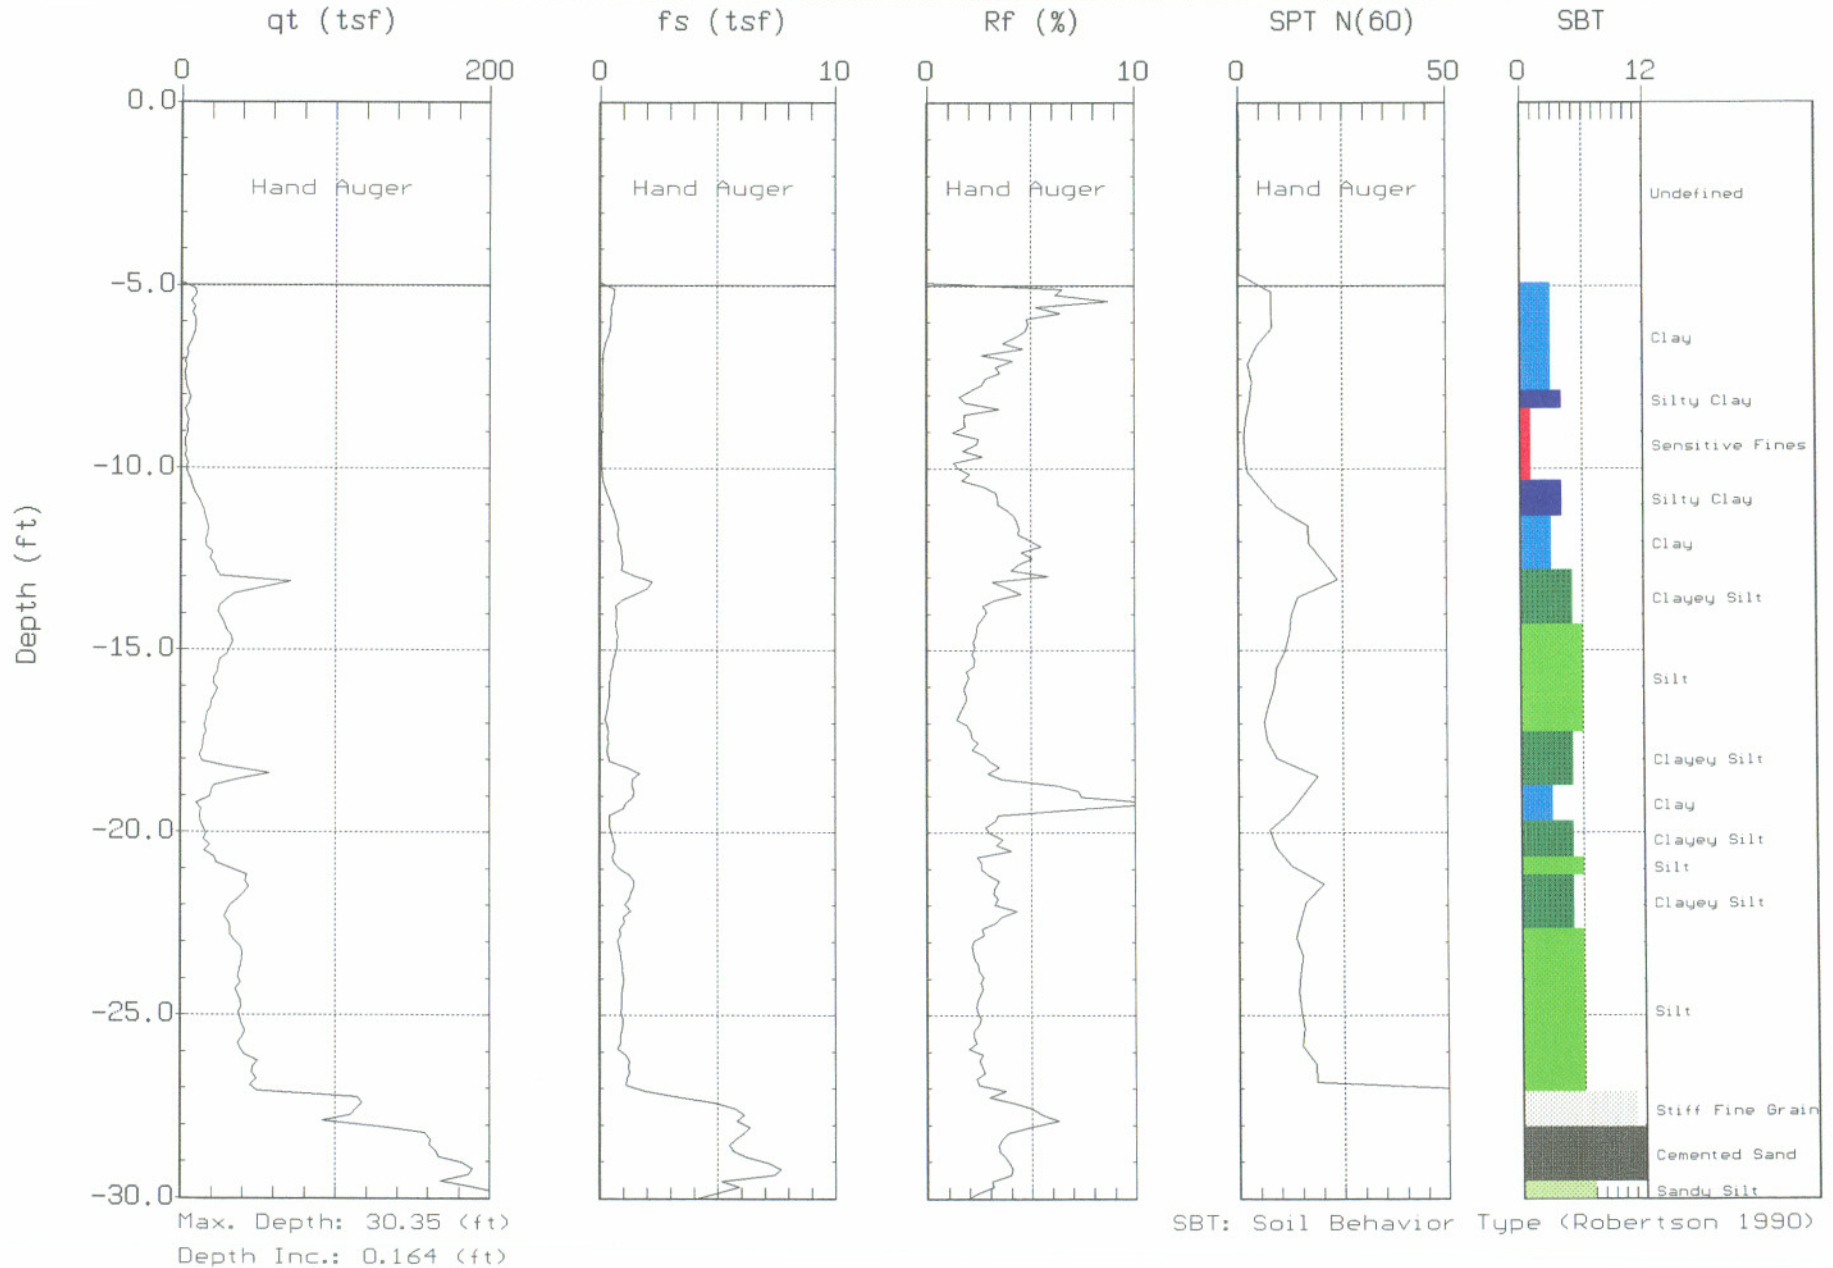 qt (tsf) fs (tsf) Rf (%) SPT N(60) SBT
0 200 0 10 0 10 0 50 0 12
0.0
Hand Auger Hand Auger Hand Auger Hand Auger
Undefined
-5.0
Clay
Silty Clay
Sensitive Fines
-10.0
Silty Clay
Clay
Depth (ft)
Clayey Silt
-15.0
Silt
Clayey Silt
Clay
-20.0
Clayey Silt
Silt
Clayey Silt
-25.0
Silt
Stiff Fine Grain
Cemented Sand
Sandy Silt
-30.0
Max. Depth: 30.35 (ft)
SBT: Soil Behavior Type (Robertson 1990)
Depth Inc.: 0.164 (ft)